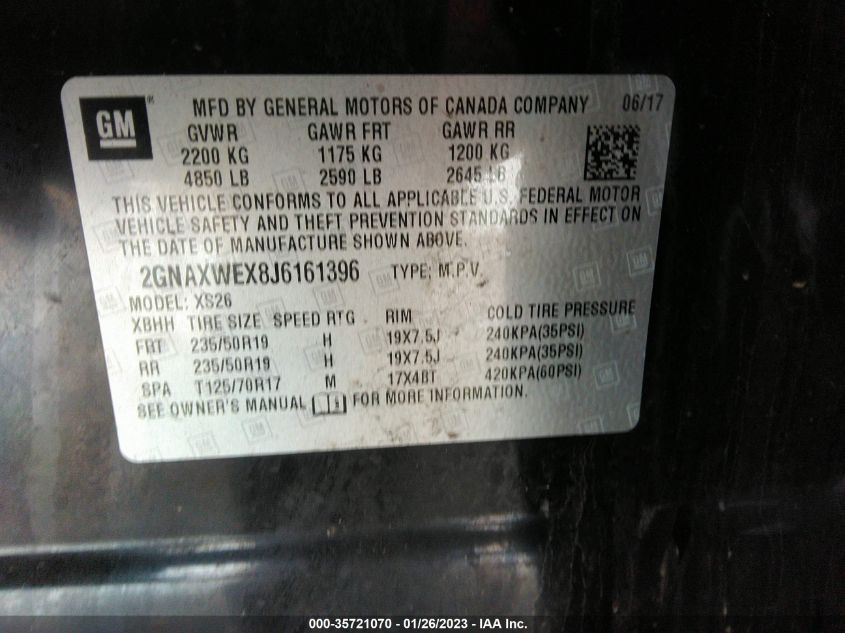 GM ® MFD BY GENERAL MOTORS OF CANADA COMPANY 06/17
GVWR GAWR FRT GAWR RR
2200 KG 1175 KG 1200 KG
4850 LB 2590 LB 2645 LB
THIS VEHICLE CONFORMS TO ALL APPLICABLE U.S. FEDERAL MOTOR
VEHICLE SAFETY AND THEFT PREVENTION STANDARDS IN EFFECT ON
THE DATE OF MANUFACTURE SHOWN ABOVE.
2GNAXWEX8J6161396 TYPE: M.P.V.
MODEL: XS26
XBHH TIRE SIZE SPEED RTG RIM COLD TIRE PRESSURE
FRT 235/50R19 H 19X7.5J 240KPA(35PSI)
RR 235/50R19 H 19X7.5J 240KPA(35PSI)
SPA T125/70R17 M 17X4BT 420KPA(60PSI)
SEE OWNER'S MANUAL FOR MORE INFORMATION.
000-35721070 - 01/26/2023 - IAA Inc.